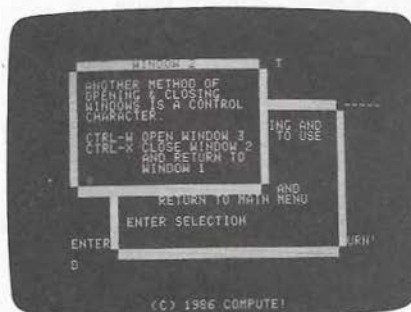 WINDOW 2
T
ANOTHER METHOD OF
OPENING & CLOSING
WINDOWS IS A CONTROL
CHARACTER.
CTRL-W OPEN WINDOW 3
CTRL-X CLOSE WINDOW 2
AND RETURN TO
WINDOW 1
-----
ING AND
TO USE
AND
RETURN TO MAIN MENU
ENTER SELECTION
ENTER
URN'
(C) 1986 COMPUTE!